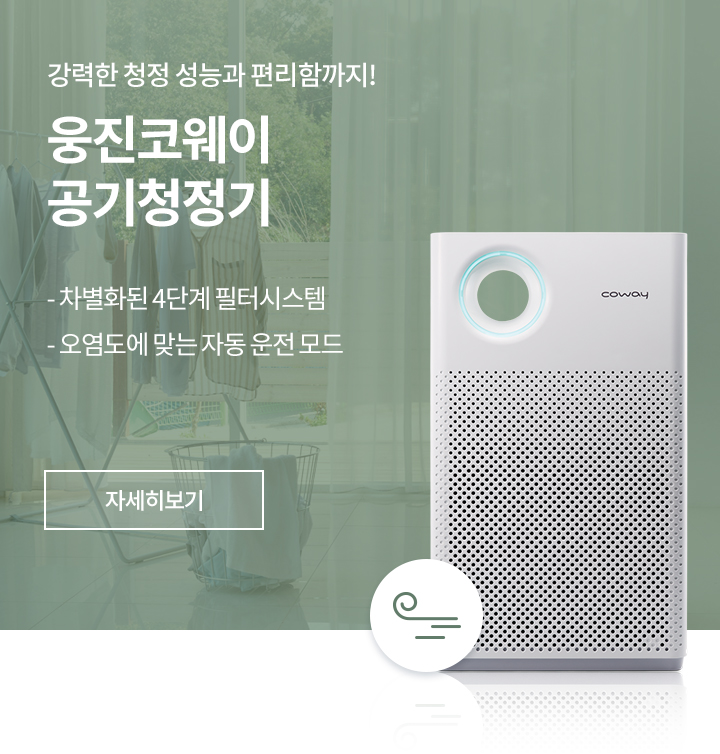 강력한 청정 성능과 편리함까지!
웅진코웨이
공기청정기
- 차별화된 4단계 필터시스템
- 오염도에 맞는 자동 운전 모드
coway
자세히보기